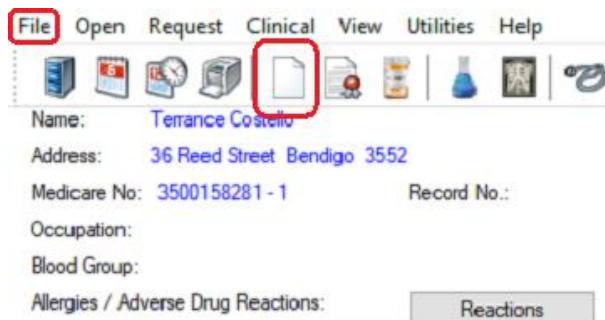 File Open Request Clinical View Utilities Help
Name: Terrance Costello
Address: 36 Reed Street Bendigo 3552
Medicare No: 3500158281 - 1 Record No.:
Occupation:
Blood Group:
Allergies / Adverse Drug Reactions: Reactions